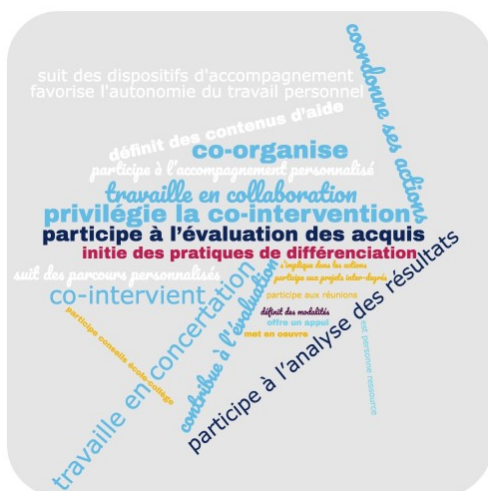 coordonne ses actions
suit des dispositifs d'accompagnement
favorise l'autonomie du travail personnel
définit des contenus d'aide
co-organise
participe à l'accompagnement personnalisé
travaille en collaboration
privilégie la co-intervention
participe à l'évaluation des acquis
initie des pratiques de différenciation
suit des parcours personnalisés
s'implique dans les actions
participe aux projets inter-degrés
co-intervient
participe aux réunions
définit des modalités
offre un appui
met en oeuvre
participe conseils école-collège
travaille en concertation
contribue à l'évaluation
participe à l'analyse des résultats
est personne ressource